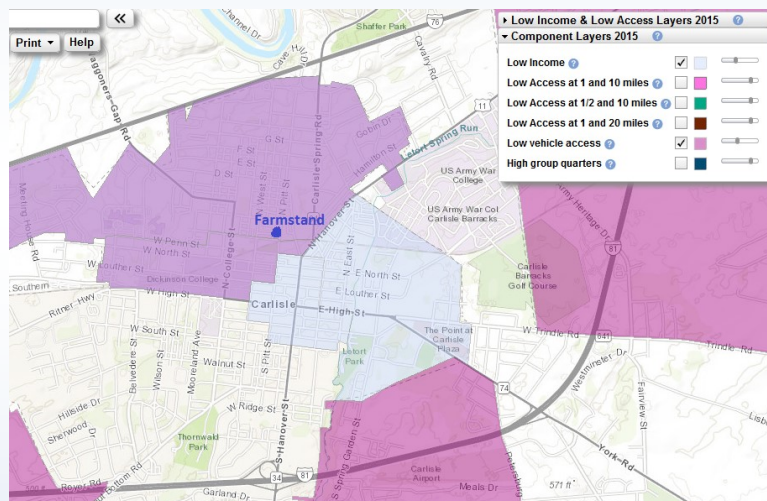 «
Print
Help
Low Income & Low Access Layers 2015 ?
Component Layers 2015 ?
Low Income ?
Low Access at 1 and 10 miles ?
Low Access at 1/2 and 10 miles ?
Low Access at 1 and 20 miles ?
Low vehicle access ?
High group quarters ?
Channel Dr
Shaffer Park
76
Cave Hill Dr
Cavalry Rd
Waggoners Gap Rd
11
G St
F St
E St
D St
Gobin Dr
Hamilton St
Letort Spring Run
Carlisle Spring Rd
N West St
N Pitt St
US Army War
College
US Army War Col
Carlisle Barracks
Army Heritage Dr
81
Meeting House Rd
Farmstand
N Hanover St
W Penn St
W North St
N College St
N East St
E North St
Carlisle
Barracks
Golf Course
W Louther St
Dickinson College
E Louther St
Southern
Ritner Hwy
W High St
Carlisle
E High St
W Trindle Rd
641
Trindle Rd
W South St
The Point at
Carlisle
Plaza
Belvedere St
Wilson St
Mooreland Ave
Walnut St
S Pitt St
Letort
Park
Westminster Dr
74
Fairview St
W Ridge St
Hillside Dr
Sherwood Dr
Thornwald
Park
S Hanover St
S Spring Garden St
York Rd
Petersburg
Royer Rd
Bottom Rd
34
81
Garland Dr
Carlisle
Airport
Meals Dr
571 ft